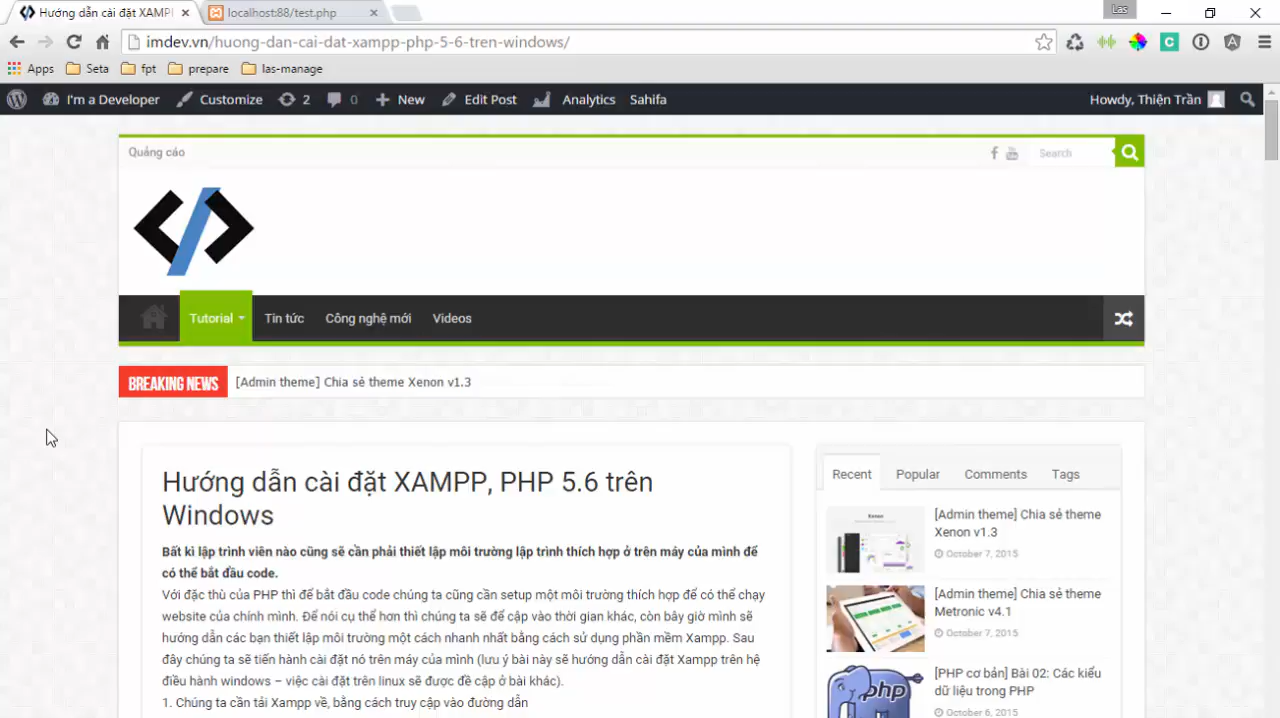 Hướng dẫn cài đặt XAMPP
localhost:88/test.php
Las
imdev.vn/huong-dan-cai-dat-xampp-php-5-6-tren-windows/
Apps Seta fpt prepare las-manage
I'm a Developer Customize 2 0 New Edit Post Analytics Sahifa Howdy, Thiện Trần
Quảng cáo
Search
Tutorial Tin tức Công nghệ mới Videos
BREAKING NEWS [Admin theme] Chia sẻ theme Xenon v1.3
Hướng dẫn cài đặt XAMPP, PHP 5.6 trên
Windows
Bất kì lập trình viên nào cũng sẽ cần phải thiết lập môi trường lập trình thích hợp ở trên máy của mình để
có thể bắt đầu code.
Với đặc thù của PHP thì để bắt đầu code chúng ta cũng cần setup một môi trường thích hợp để có thể chạy
website của chính mình. Để nói cụ thể hơn thì chúng ta sẽ đề cập vào thời gian khác, còn bây giờ mình sẽ
hướng dẫn các bạn thiết lập môi trường một cách nhanh nhất bằng cách sử dụng phần mềm Xampp. Sau
đây chúng ta sẽ tiến hành cài đặt nó trên máy của mình (lưu ý bài này sẽ hướng dẫn cài đặt Xampp trên hệ
điều hành windows – việc cài đặt trên linux sẽ được đề cập ở bài khác).
1. Chúng ta cần tải Xampp về, bằng cách truy cập vào đường dẫn
Recent Popular Comments Tags
[Admin theme] Chia sẻ theme
Xenon v1.3
October 7, 2015
[Admin theme] Chia sẻ theme
Metronic v4.1
October 7, 2015
php
[PHP cơ bản] Bài 02: Các kiểu
dữ liệu trong PHP
October 6, 2015